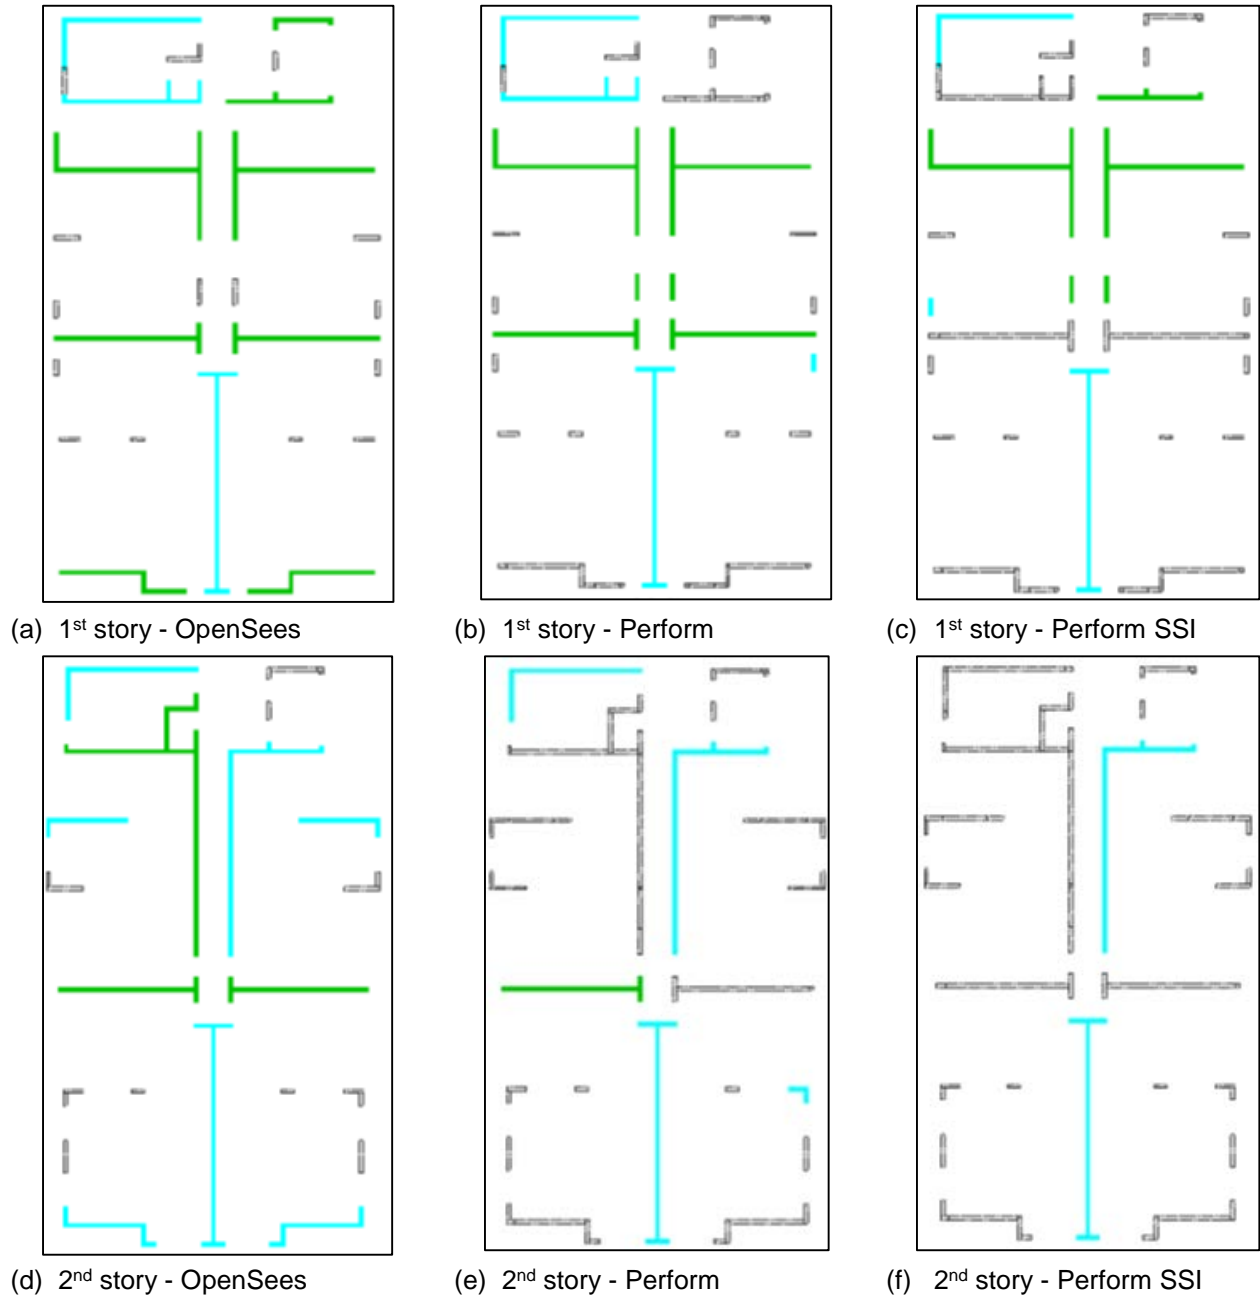 (a) 1st story - OpenSees
(b) 1st story - Perform
(c) 1st story - Perform SSI
(d) 2nd story - OpenSees
(e) 2nd story - Perform
(f) 2nd story - Perform SSI